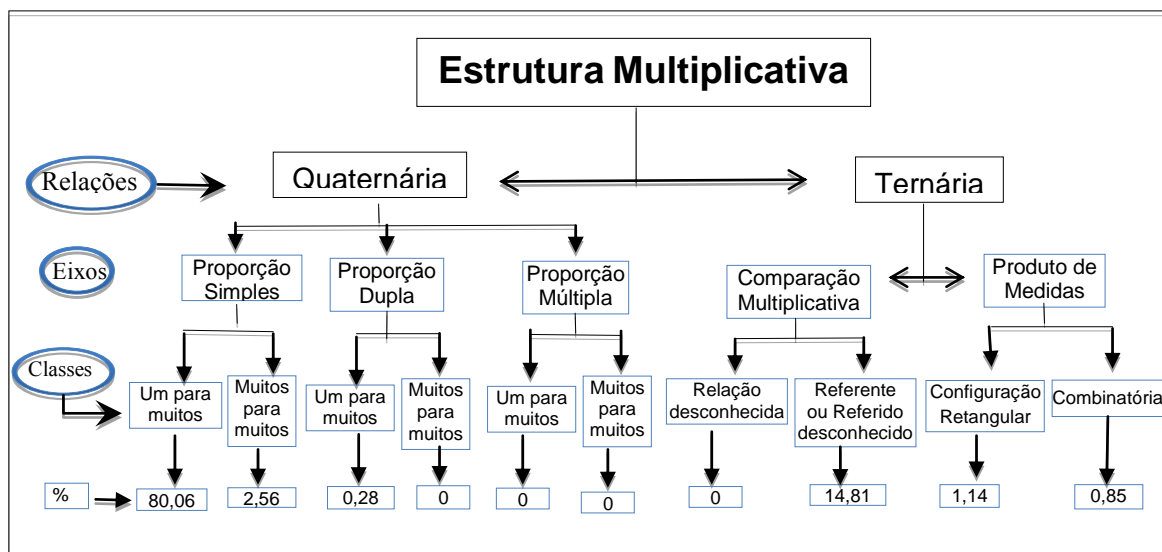 Estrutura Multiplicativa
Relações
Quaternária
Ternária
Eixos
Proporção
Simples
Proporção
Dupla
Proporção
Múltipla
Comparação
Multiplicativa
Produto de
Medidas
Classes
Um para
muitos
Muitos
para
muitos
Um para
muitos
Muitos
para
muitos
Um para
muitos
Muitos
para
muitos
Relação
desconhecida
Referente
ou Referido
desconhecido
Configuração
Retangular
Combinatória
%
80,06
2,56
0,28
0
0
0
0
14,81
1,14
0,85